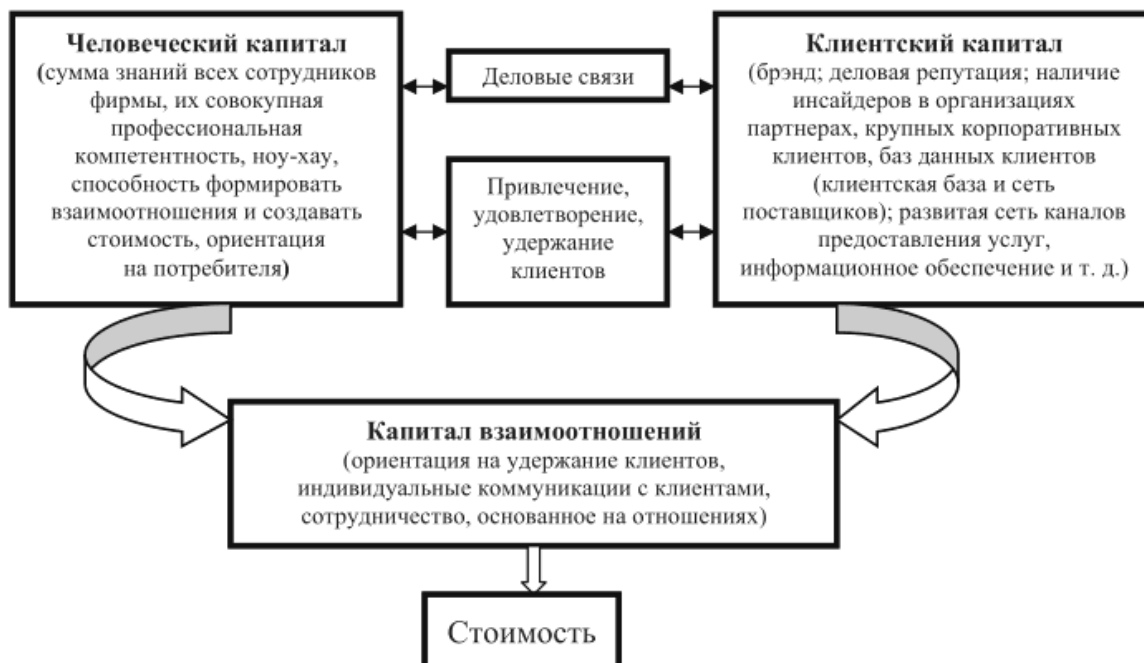 Человеческий капитал
(сумма знаний всех сотрудников
фирмы, их совокупная
профессиональная
компетентность, ноу-хау,
способность формировать
взаимоотношения и создавать
стоимость, ориентация
на потребителя)
Деловые связи
Привлечение,
удовлетворение,
удержание
клиентов
Клиентский капитал
(брэнд; деловая репутация; наличие
инсайдеров в организациях
партнерах, крупных корпоративных
клиентов, баз данных клиентов
(клиентская база и сеть
поставщиков); развитая сеть каналов
предоставления услуг,
информационное обеспечение и т. д.)
Капитал взаимоотношений
(ориентация на удержание клиентов,
индивидуальные коммуникации с клиентами,
сотрудничество, основанное на отношениях)
Стоимость